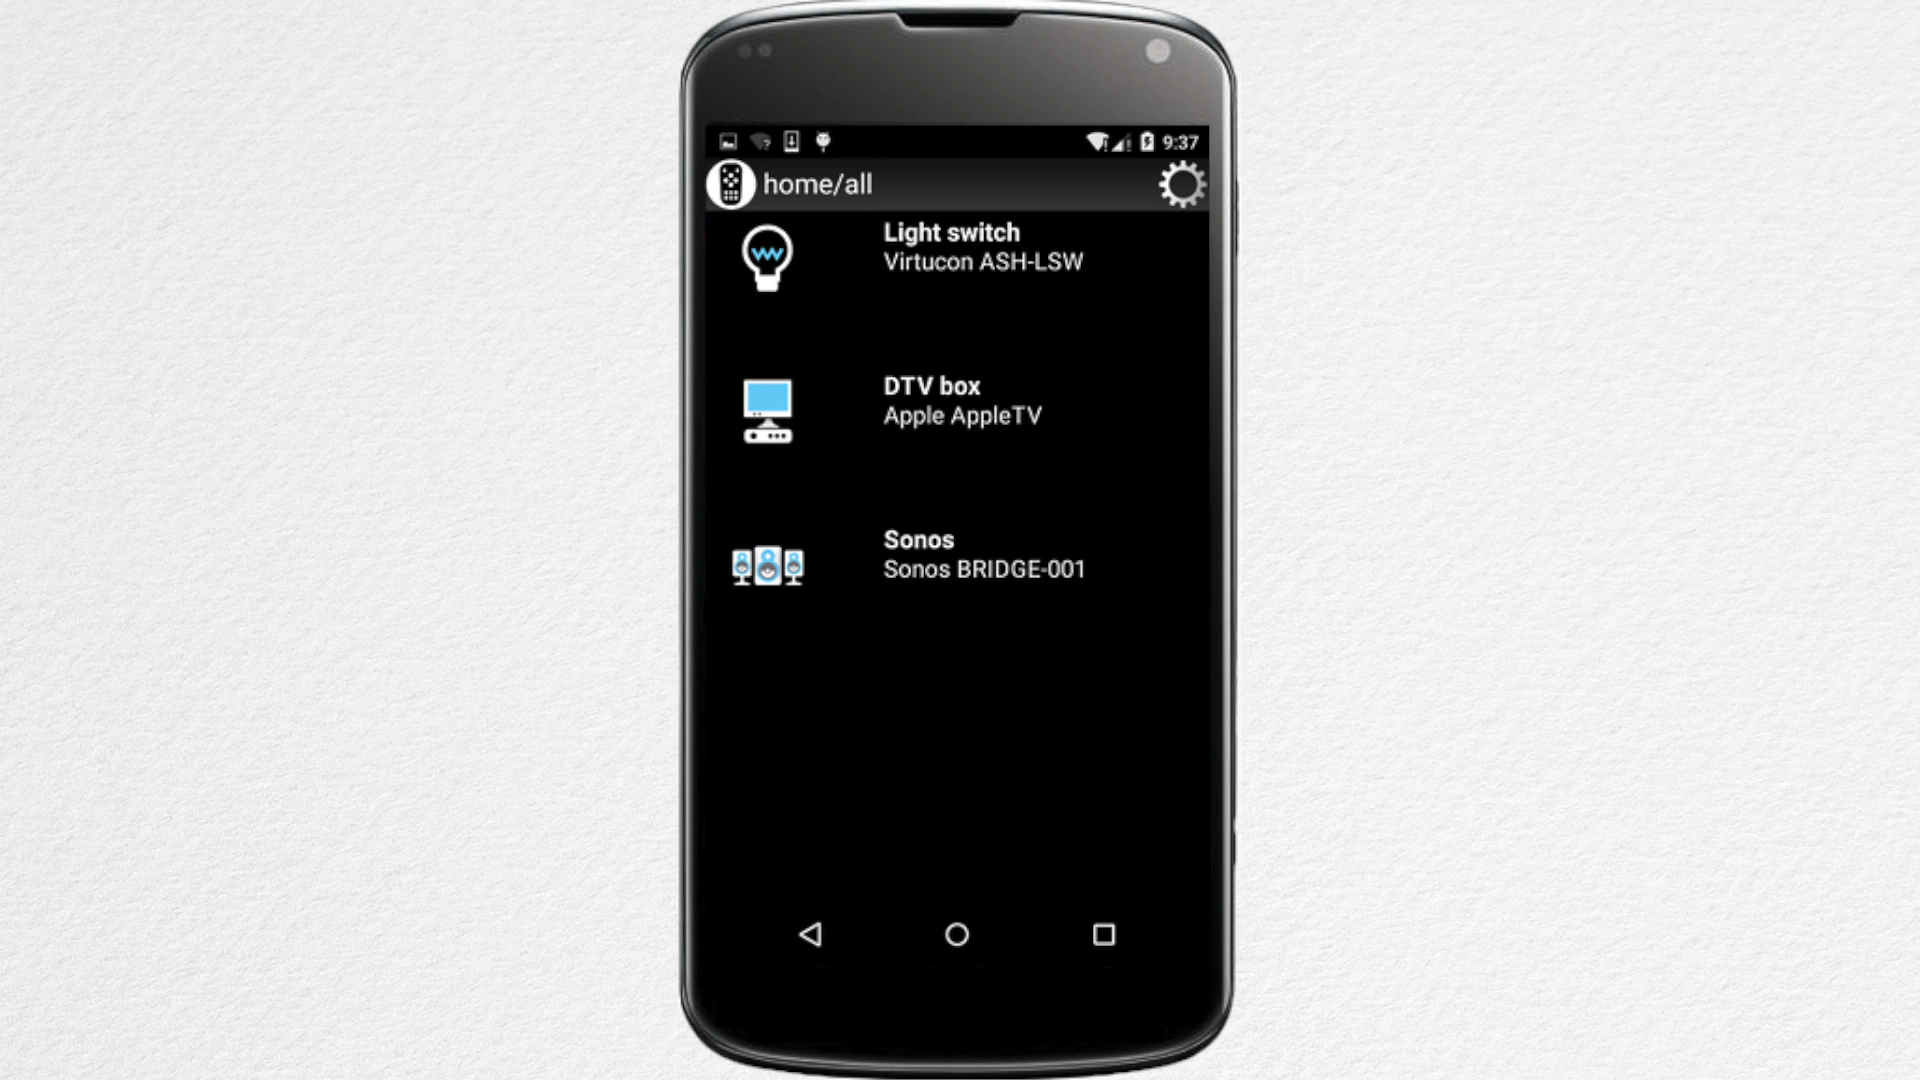 9:37
home/all
Light switch
Virtucon ASH-LSW
DTV box
Apple AppleTV
Sonos
Sonos BRIDGE-001